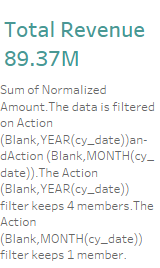 Total Revenue
89.37M
Sum of Normalized
Amount.The data is filtered
on Action
(Blank,YEAR(cy_date))an-
dAction (Blank,MONTH(cy_
date)).The Action
(Blank,YEAR(cy_date))
filter keeps 4 members.The
Action
(Blank,MONTH(cy_date))
filter keeps 1 member.